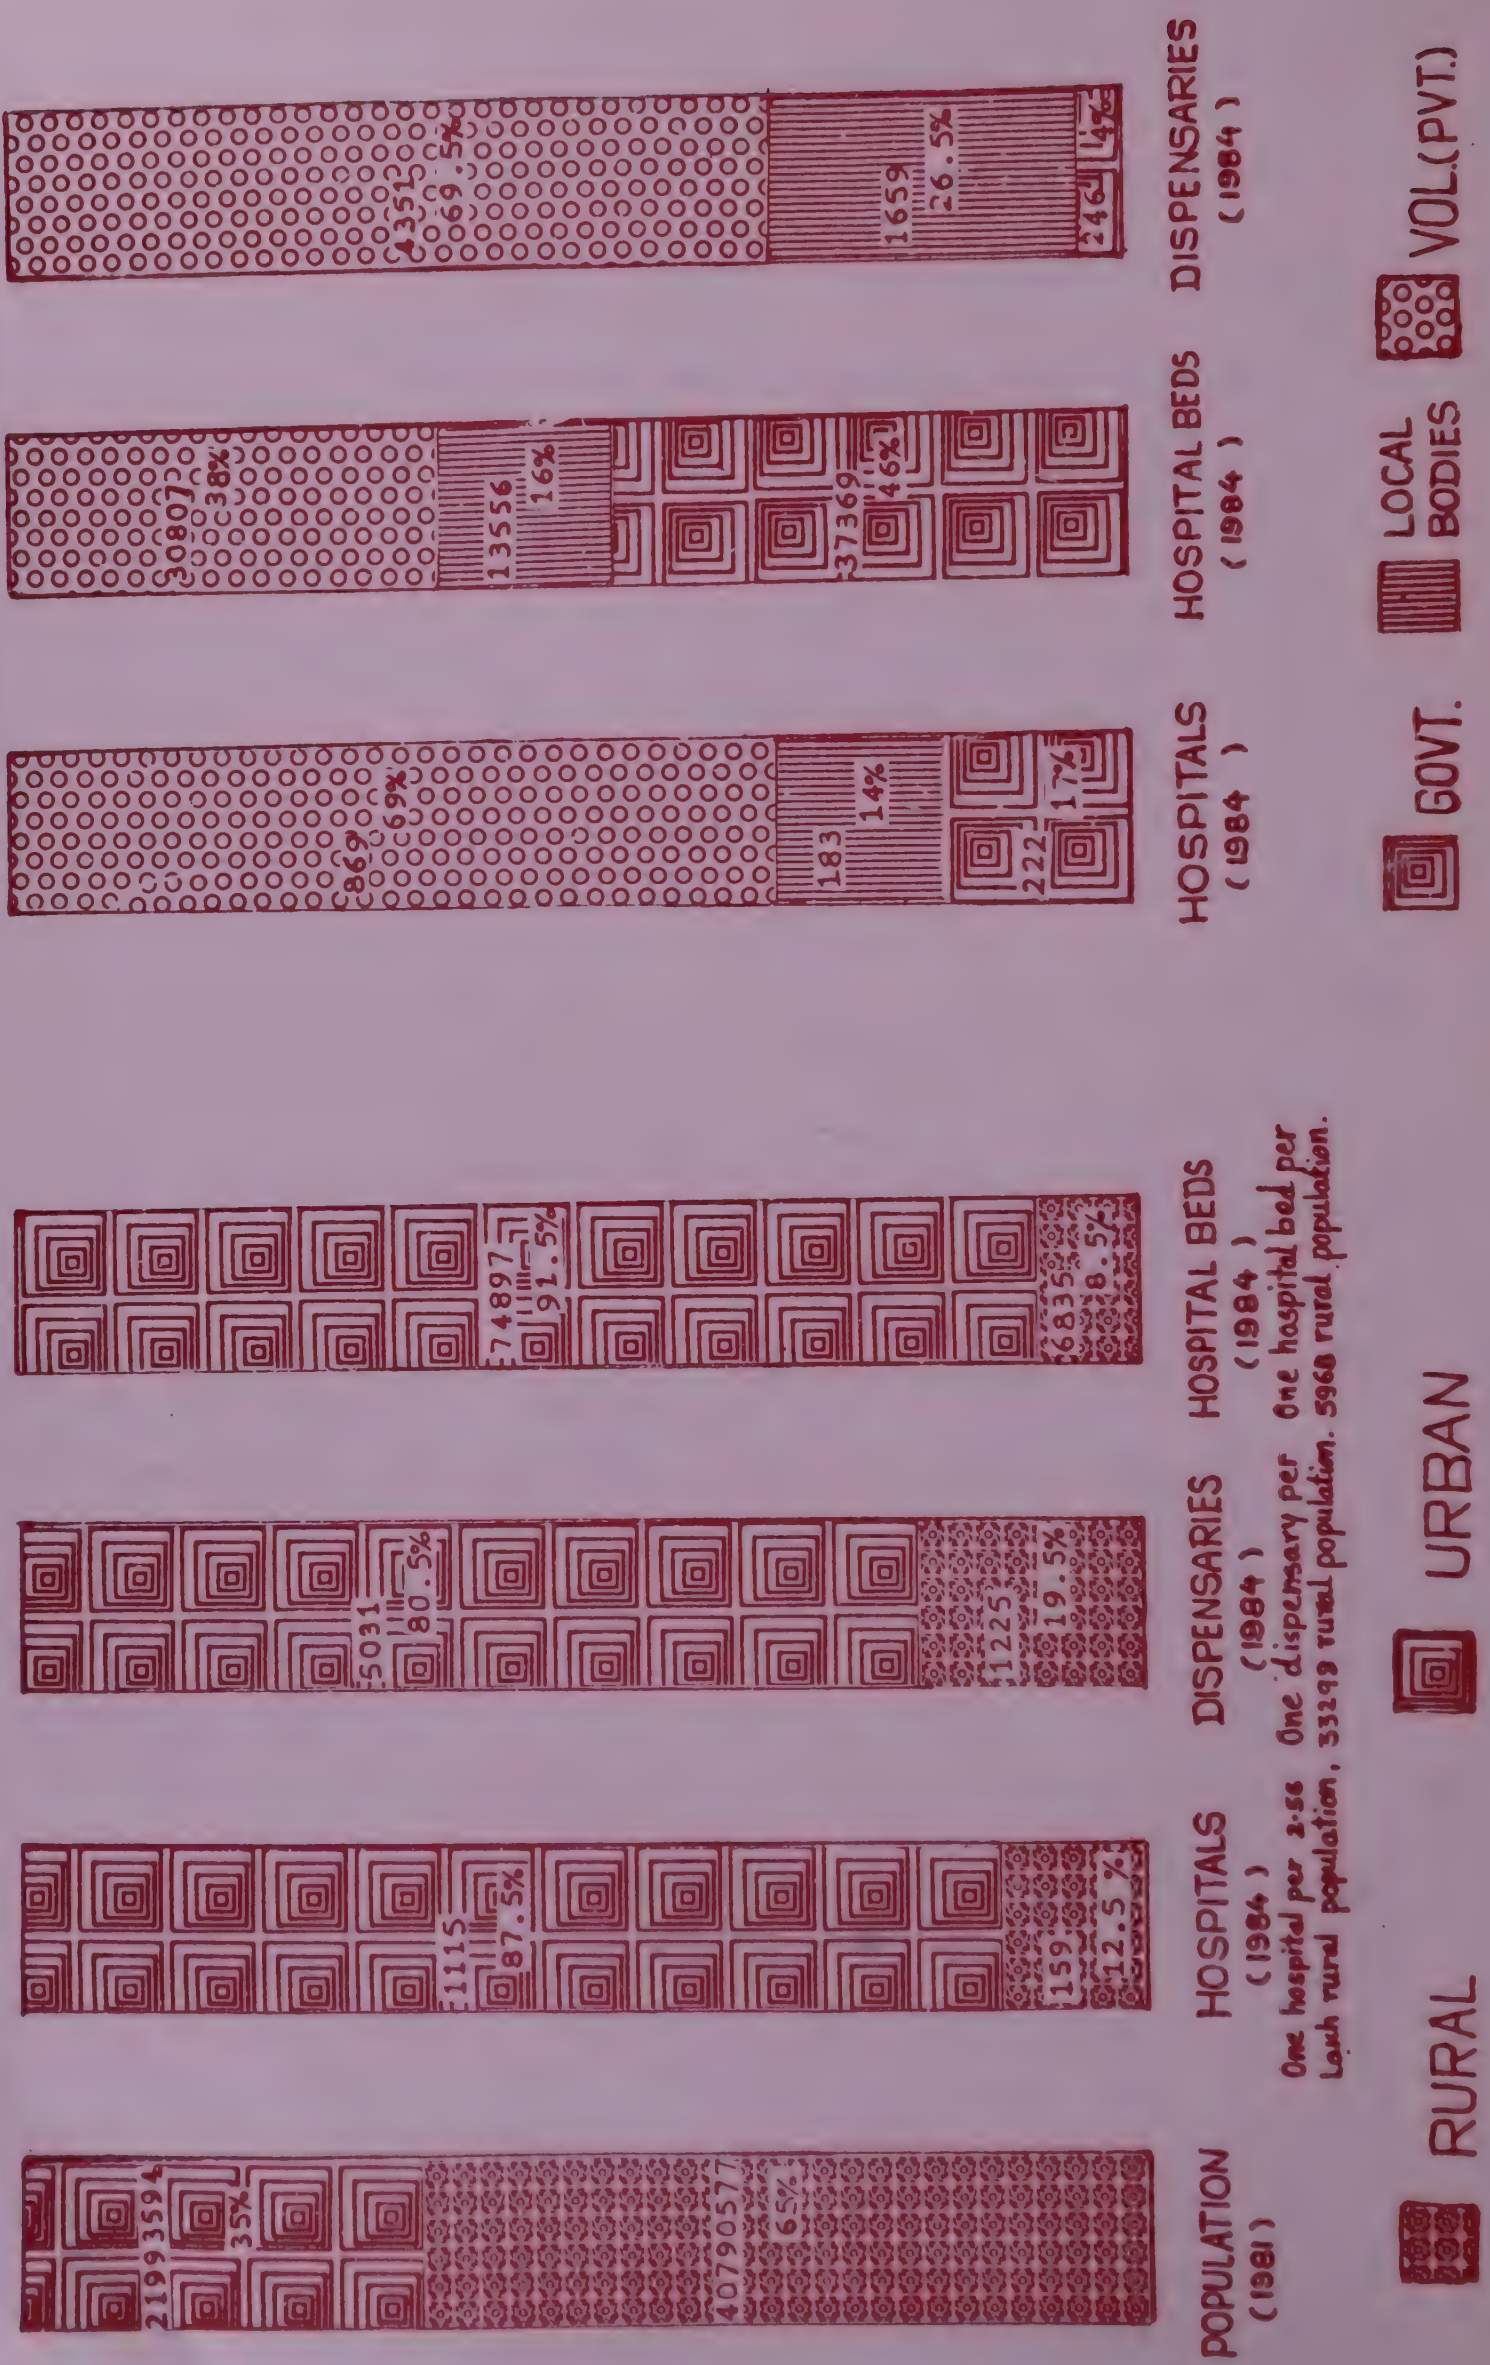 21993594
35%
40790577
65%
POPULATION
(1981)
1115
87.5%
159
12.5 %
HOSPITALS
(1984)
One hospital per 2.56
Lakh rural population,
5031
80.5%
1225
19.5%
DISPENSARIES
(1984)
One dispensary per
33298 rural population.
74897
91.5%
6835
8.5%
HOSPITAL BEDS
(1984)
One hospital bed per
5968 rural population.
RURAL
URBAN
869
69%
183
14%
222
17%
HOSPITALS
(1984)
30807
38%
13556
16%
37369
46%
HOSPITAL BEDS
(1984)
4351
69.5%
1659
26.5%
246
4%
DISPENSARIES
(1984)
GOVT.
LOCAL
BODIES
VOL.(PVT.)